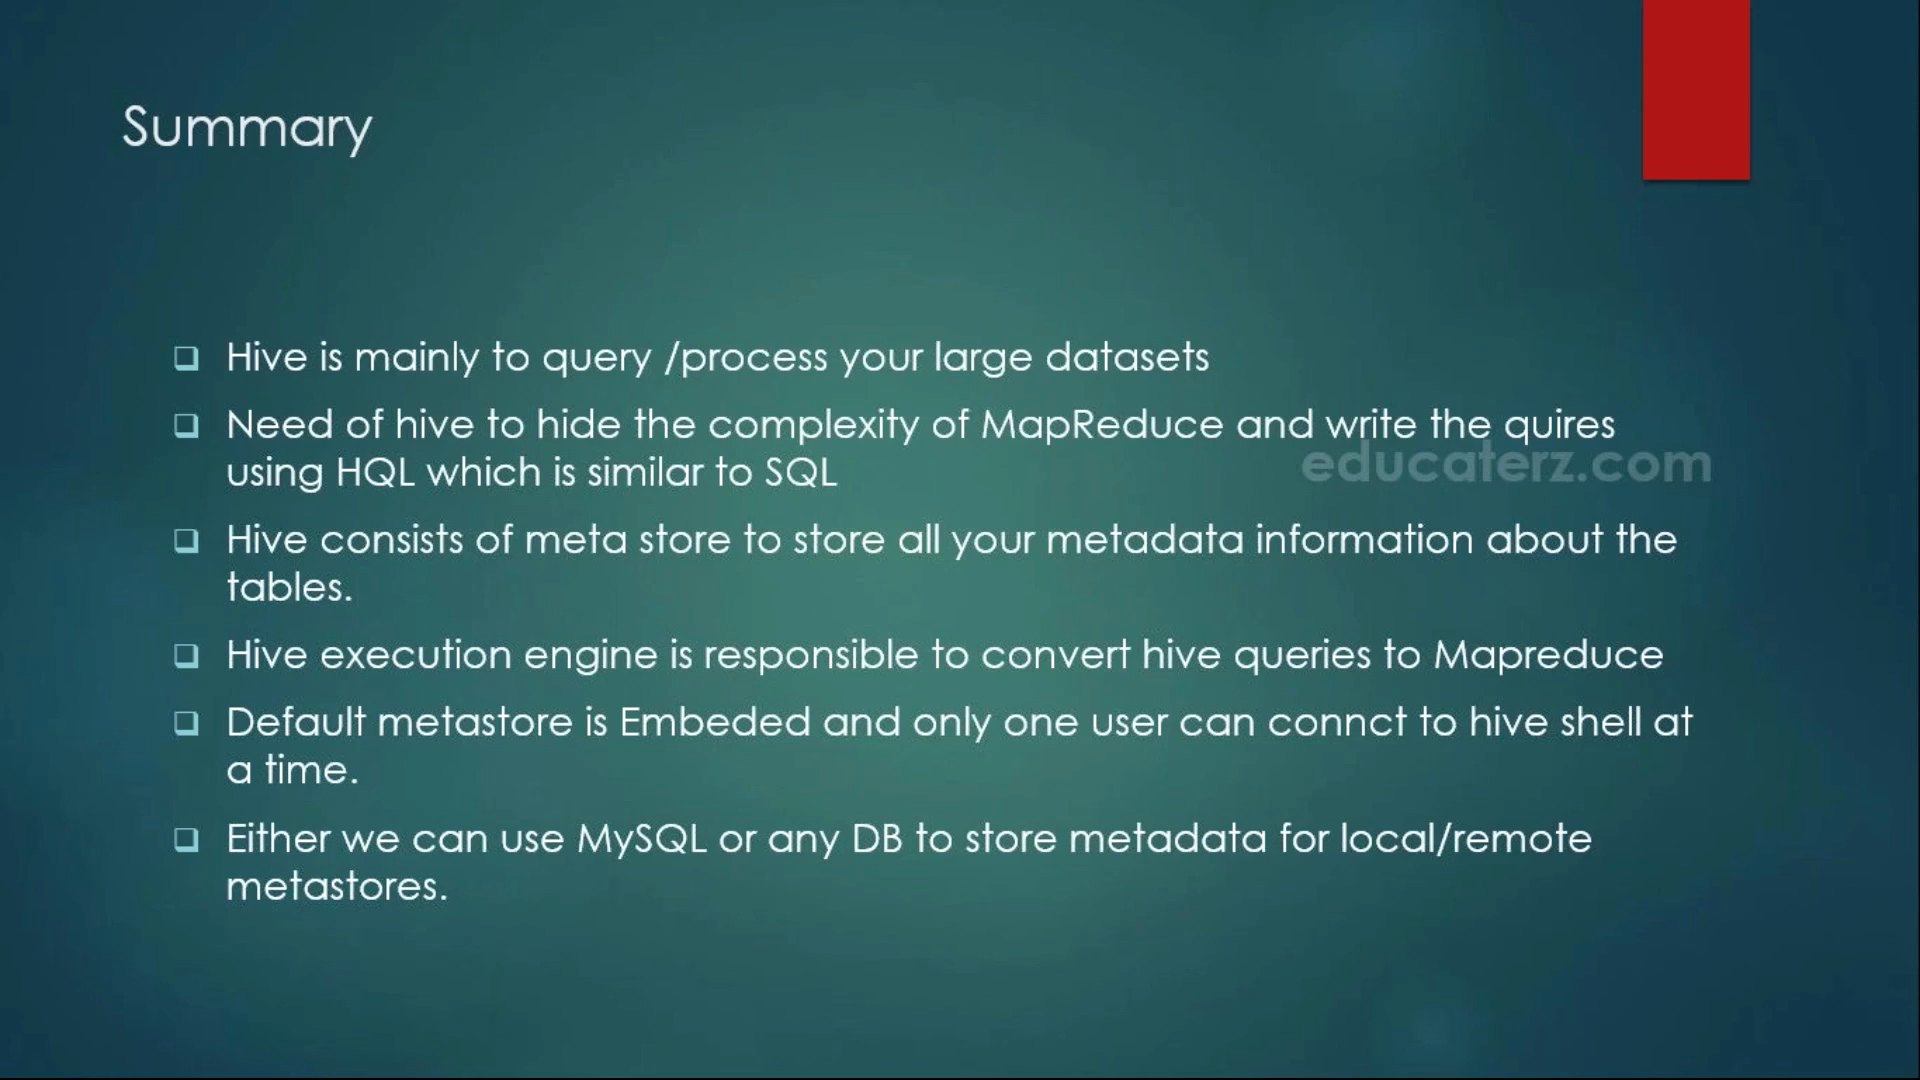 Summary
❑ Hive is mainly to query /process your large datasets
❑ Need of hive to hide the complexity of MapReduce and write the quires
using HQL which is similar to SQL
educaterz.com
❑ Hive consists of meta store to store all your metadata information about the
tables.
❑ Hive execution engine is responsible to convert hive queries to Mapreduce
❑ Default metastore is Embeded and only one user can connct to hive shell at
a time.
❑ Either we can use MySQL or any DB to store metadata for local/remote
metastores.